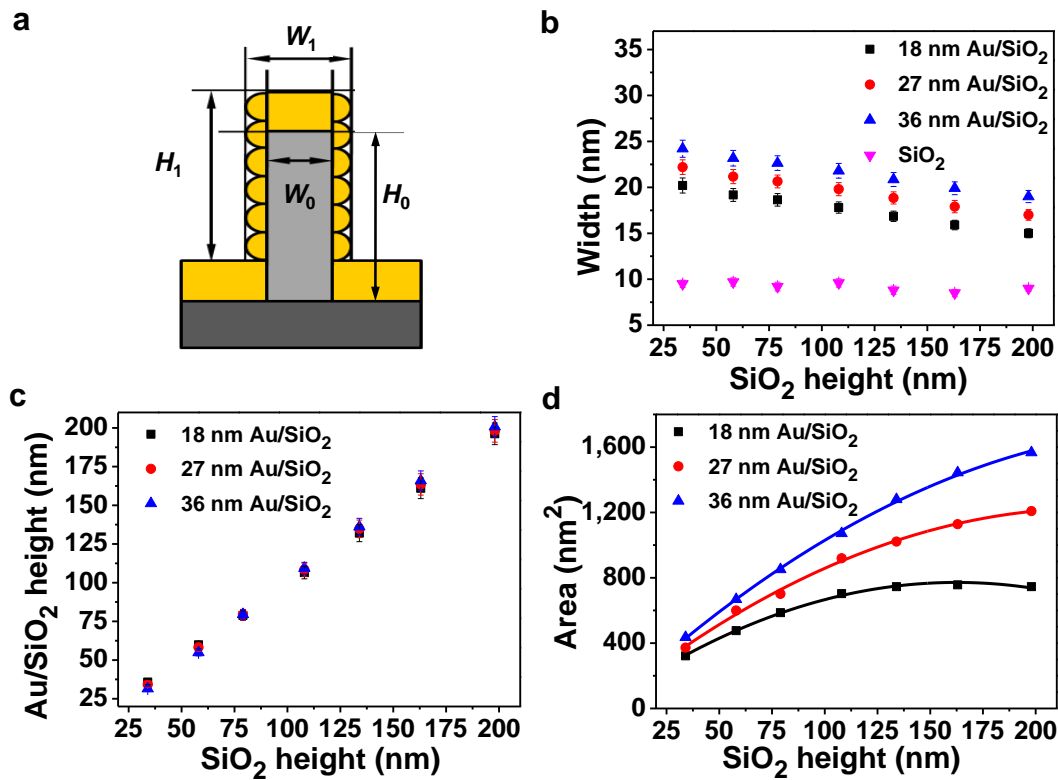 a
W₁
H₁
W₀
H₀
b
18 nm Au/SiO₂
27 nm Au/SiO₂
36 nm Au/SiO₂
SiO₂
Width (nm)
35
30
25
20
15
10
5
25 50 75 100 125 150 175 200
SiO₂ height (nm)
c
18 nm Au/SiO₂
27 nm Au/SiO₂
36 nm Au/SiO₂
Au/SiO₂ height (nm)
200
175
150
125
100
75
50
25
25 50 75 100 125 150 175 200
SiO₂ height (nm)
d
18 nm Au/SiO₂
27 nm Au/SiO₂
36 nm Au/SiO₂
Area (nm²)
1,600
1,200
800
400
0
25 50 75 100 125 150 175 200
SiO₂ height (nm)